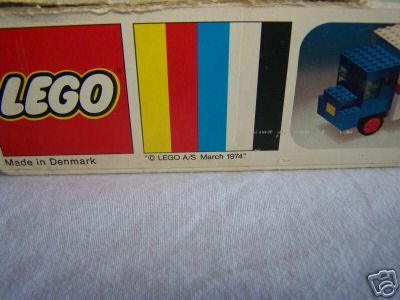 LEGO
Made in Denmark
"© LEGO A/S March 1974"